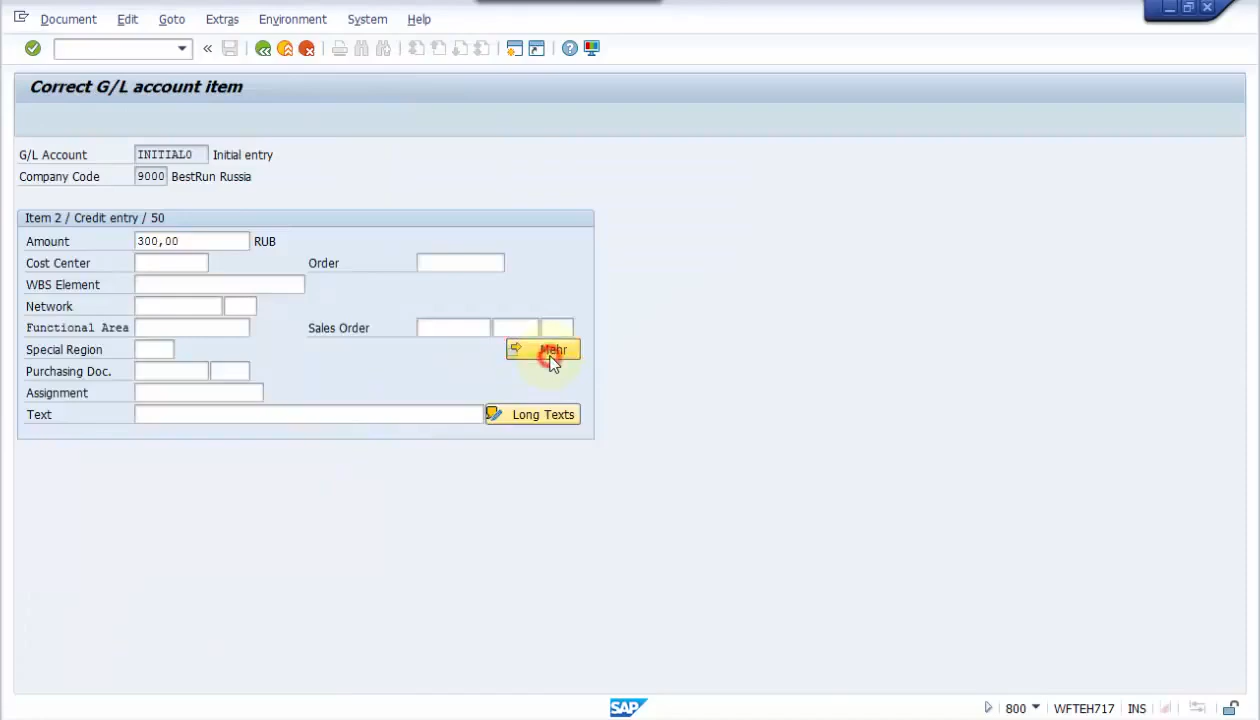 Document Edit Goto Extras Environment System Help
«
Correct G/L account item
G/L Account INITIAL0 Initial entry
Company Code 9000 BestRun Russia
Item 2 / Credit entry / 50
Amount 300,00 RUB
Cost Center Order
WBS Element
Network
Functional Area Sales Order
Special Region Mehr
Purchasing Doc.
Assignment
Text Long Texts
SAP 800 WFTEH717 INS